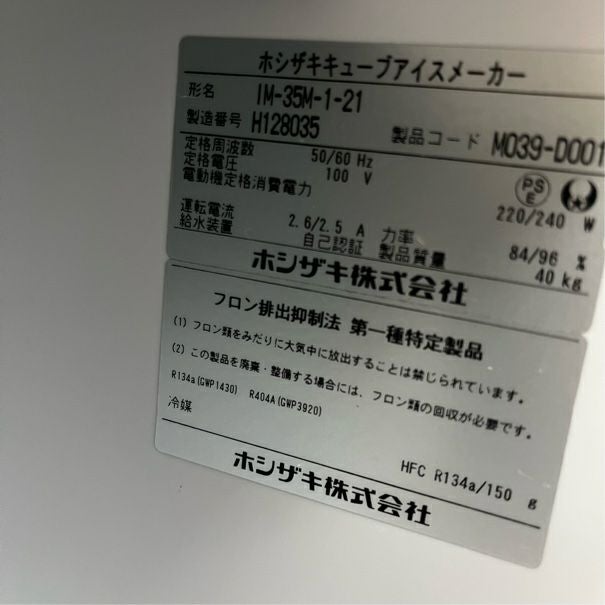 ホシザキキューブアイスメーカー
形名 IM-35M-1-21
製造番号 H128035 製品コード M039-D001
定格周波数 50/60 Hz
定格電圧 100 V
電動機定格消費電力 220/240 W
PS E
運転電流 2.6/2.5 A 力率 84/96 %
給水装置 自己認証 製品質量 40 kg
ホシザキ株式会社
フロン排出抑制法 第一種特定製品
(1) フロン類をみだりに大気中に放出することは禁じられています。
(2) この製品を廃棄・整備する場合には、フロン類の回収が必要です。
R134a(GWP1430) R404A(GWP3920)
冷媒 HFC R134a/150 g
ホシザキ株式会社